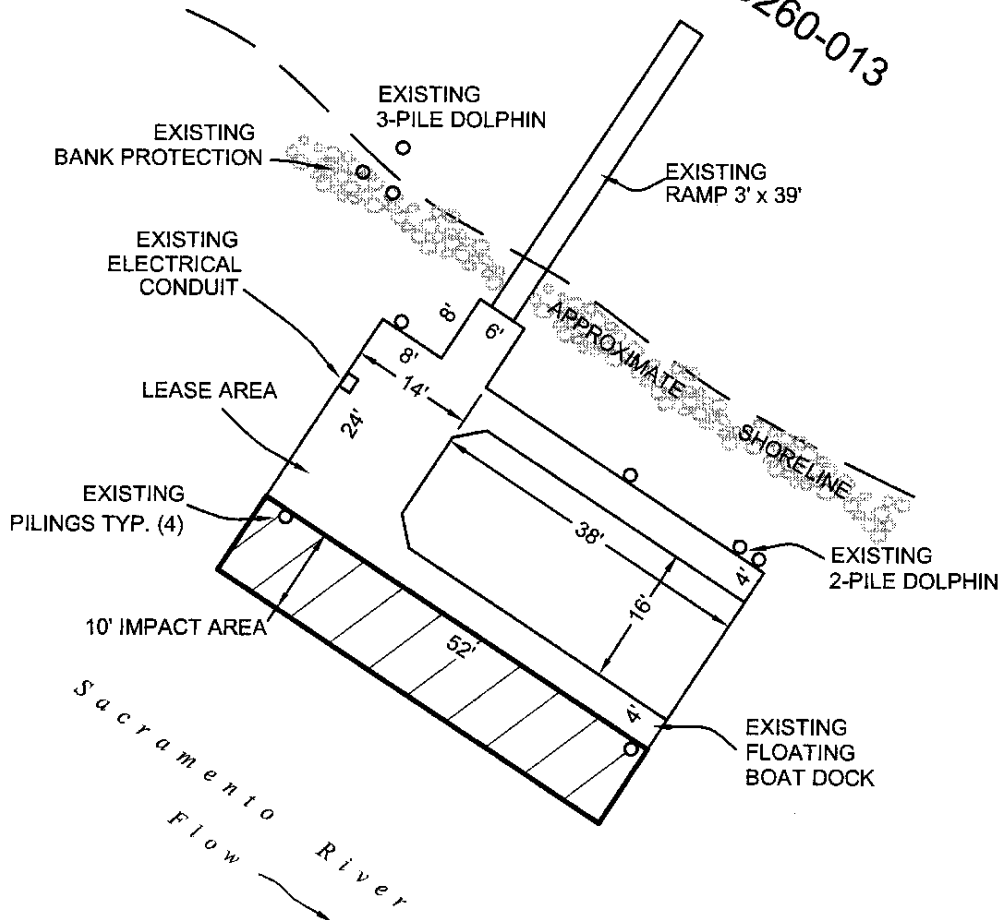 260-013
EXISTING
3-PILE DOLPHIN
EXISTING
BANK PROTECTION
EXISTING
RAMP 3' x 39'
EXISTING
ELECTRICAL
CONDUIT
8'
6'
8'
14'
APPROXIMATE SHORELINE
LEASE AREA
24'
EXISTING
PILINGS TYP. (4)
38'
16'
4'
EXISTING
2-PILE DOLPHIN
10' IMPACT AREA
52'
4'
EXISTING
FLOATING
BOAT DOCK
Sacramento River
Flow